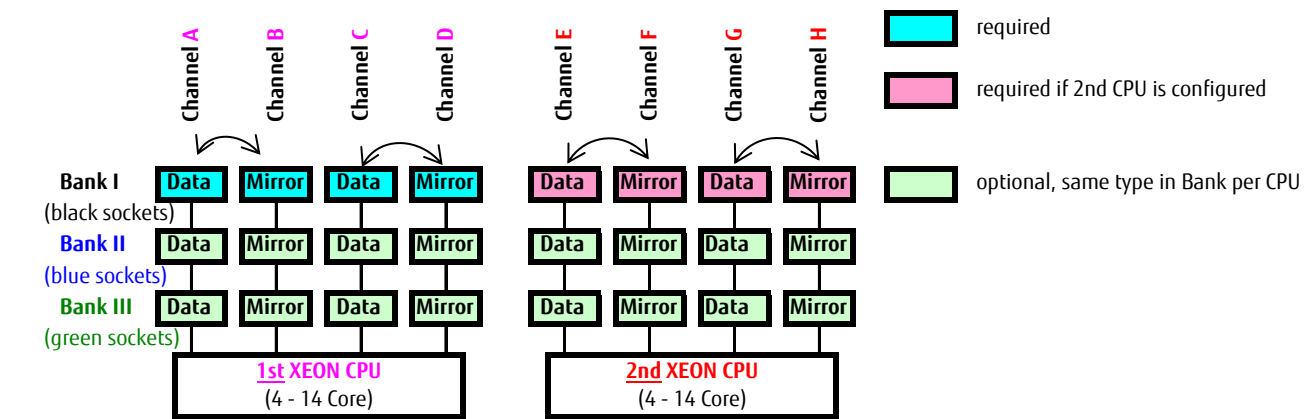 Channel A
Channel B
Channel C
Channel D
Channel E
Channel F
Channel G
Channel H
required
required if 2nd CPU is configured
optional, same type in Bank per CPU
Bank I Data Mirror Data Mirror Data Mirror Data Mirror
(black sockets)
Bank II Data Mirror Data Mirror Data Mirror Data Mirror
(blue sockets)
Bank III Data Mirror Data Mirror Data Mirror Data Mirror
(green sockets)
1st XEON CPU
(4 - 14 Core)
2nd XEON CPU
(4 - 14 Core)